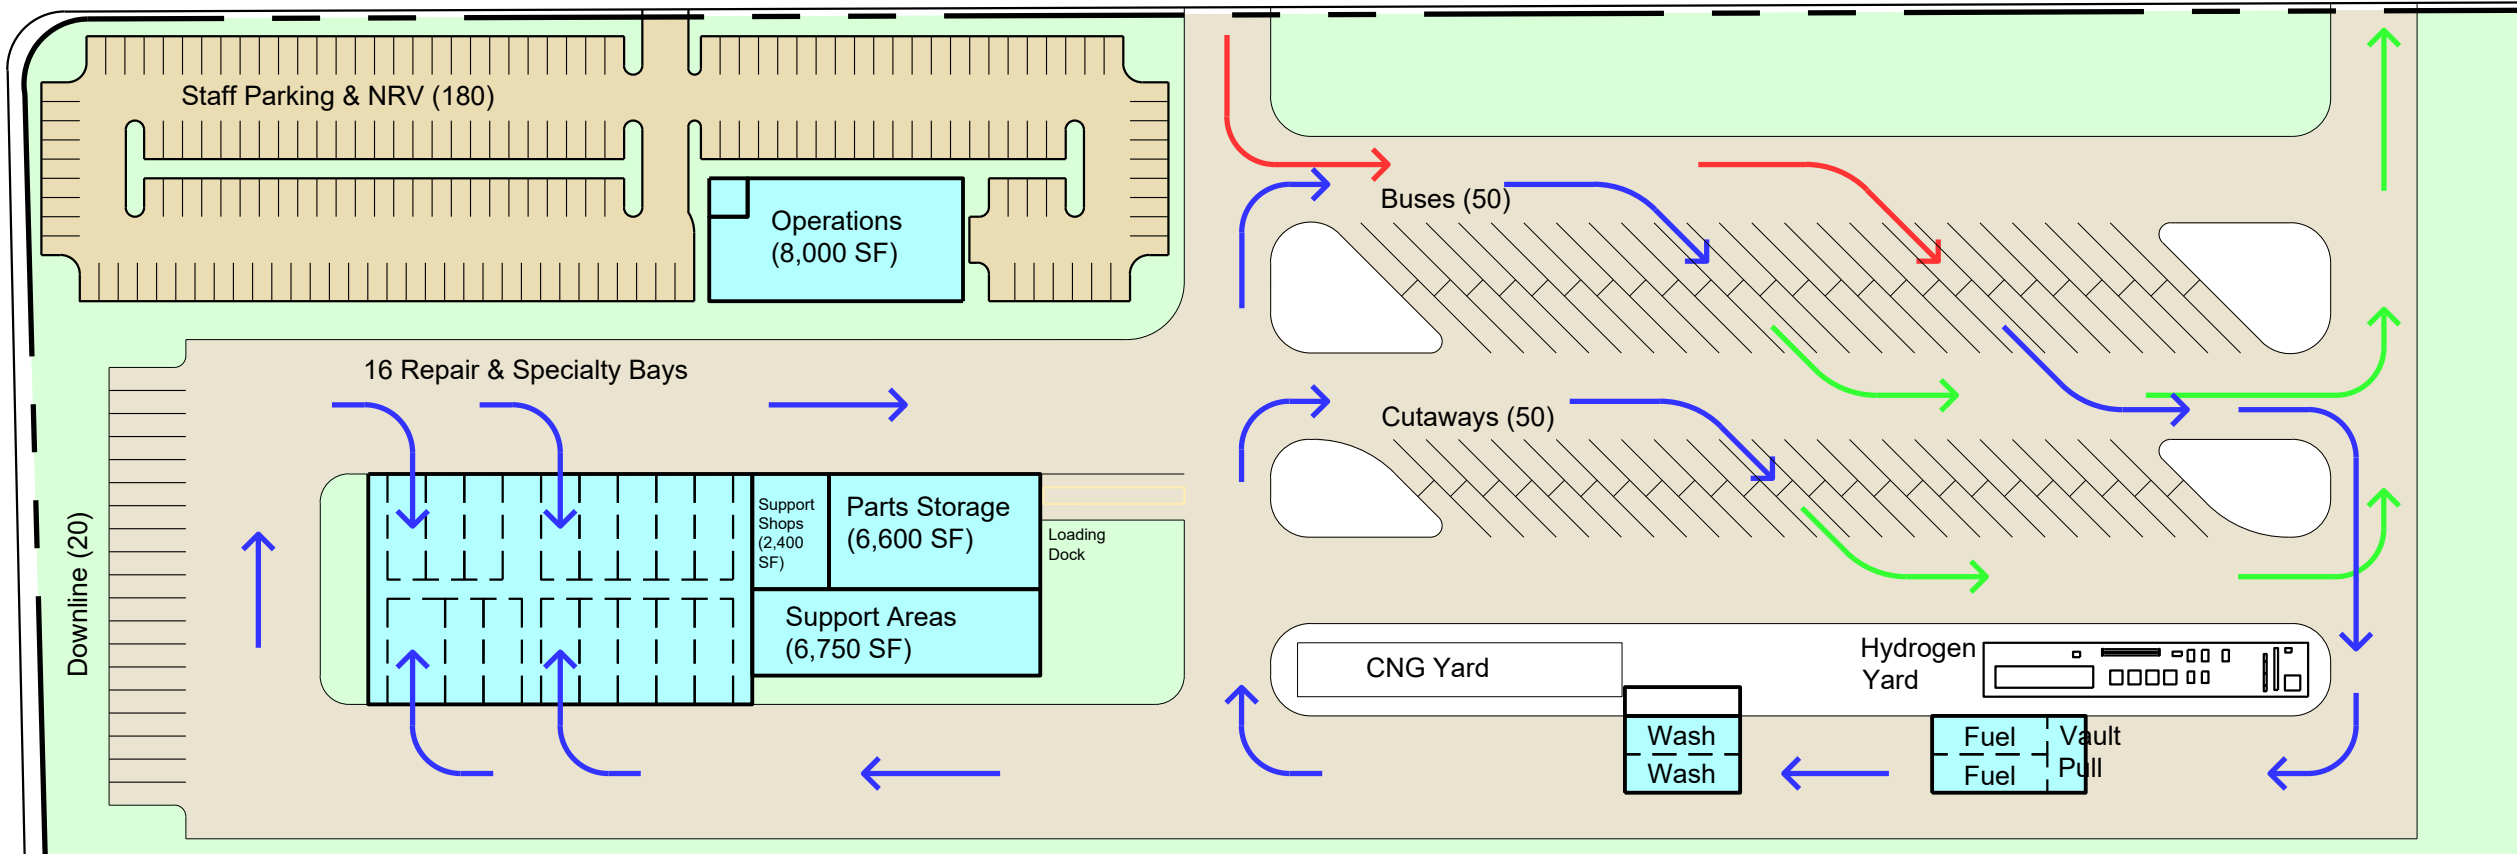 Staff Parking & NRV (180)
Operations
(8,000 SF)
Buses (50)
16 Repair & Specialty Bays
Cutaways (50)
Downline (20)
Support
Shops
(2,400
SF)
Parts Storage
(6,600 SF)
Loading
Dock
Support Areas
(6,750 SF)
CNG Yard
Hydrogen
Yard
Wash
Wash
Fuel
Fuel
Vault
Pull